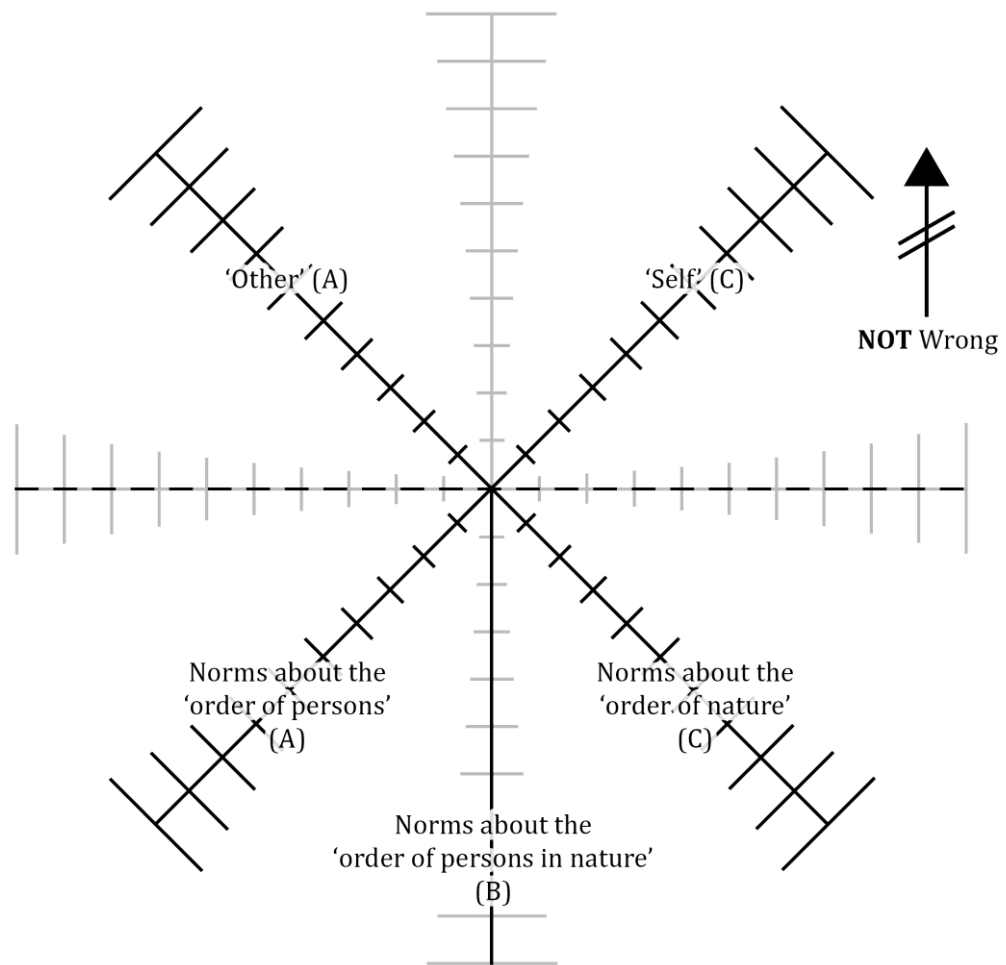 ‘Other’ (A)
‘Self’ (C)
NOT Wrong
Norms about the
‘order of persons’
(A)
Norms about the
‘order of nature’
(C)
Norms about the
‘order of persons in nature’
(B)